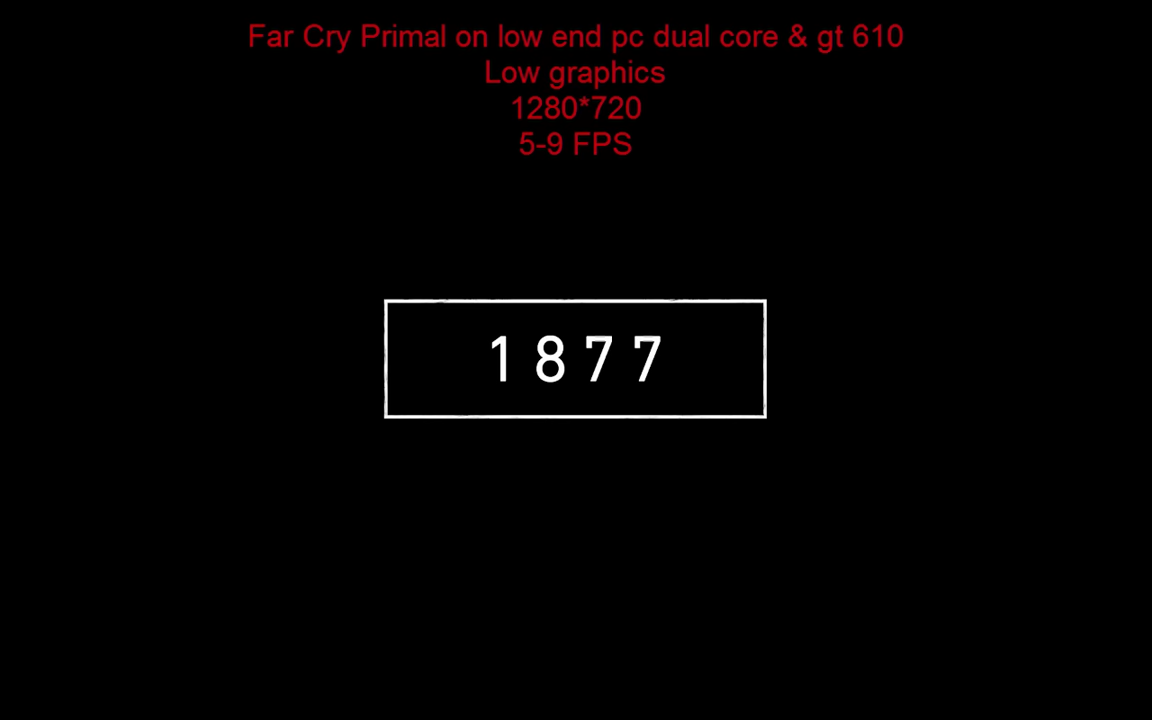 Far Cry Primal on low end pc dual core & gt 610
Low graphics
1280*720
5-9 FPS
1877